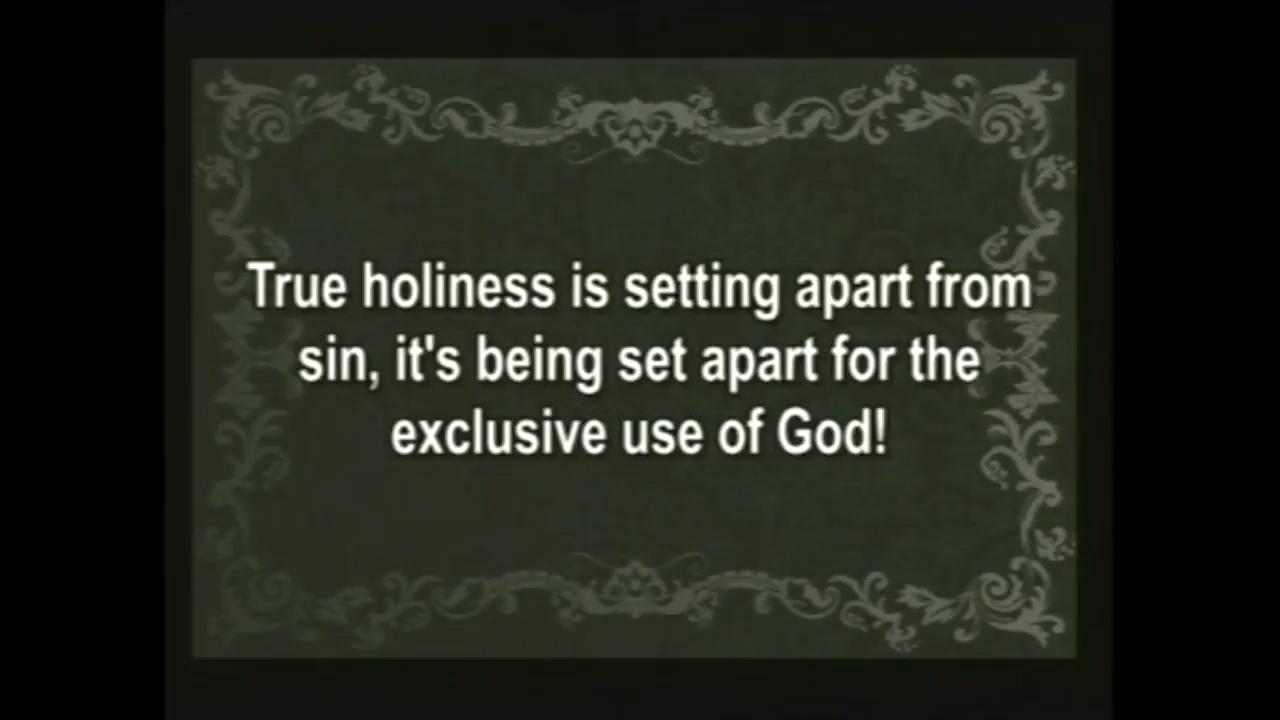 True holiness is setting apart from
sin, it's being set apart for the
exclusive use of God!